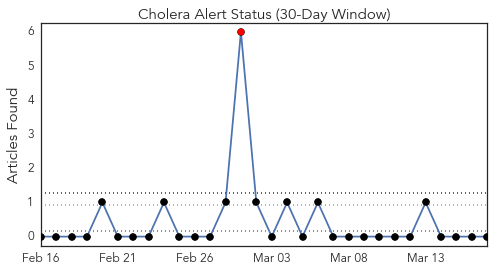 Cholera Alert Status (30-Day Window)
Articles Found
6
5
4
3
2
1
0
Feb 16
Feb 21
Feb 26
Mar 03
Mar 08
Mar 13